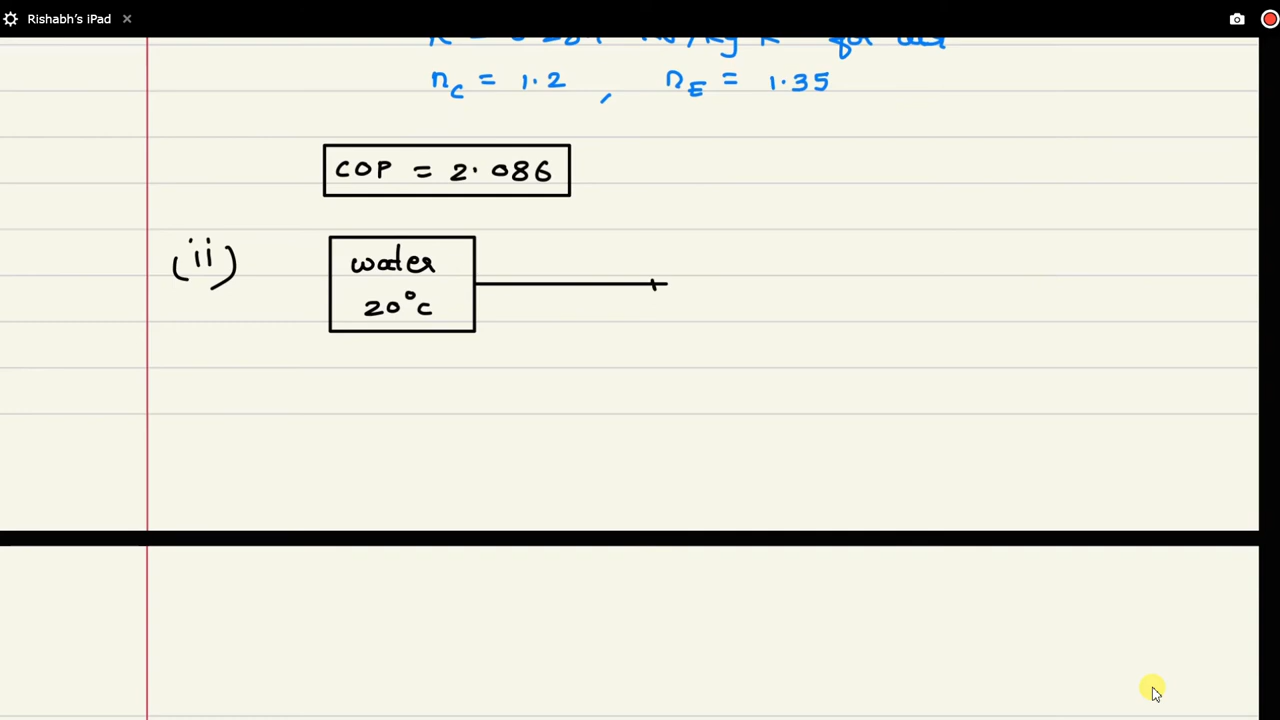 Rishabh's iPad
n_C = 1.2 , n_E = 1.35
COP = 2.086
(ii)
water
20°c